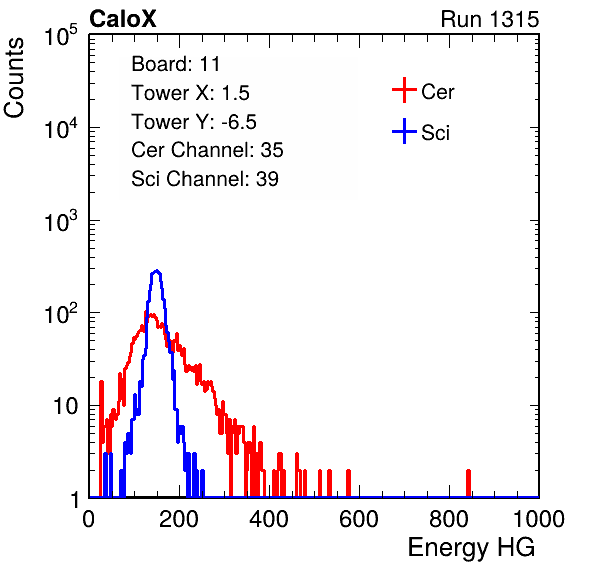 CaloX Run 1315
Counts
10^5
10^4
10^3
10^2
10
1
Board: 11
Tower X: 1.5
Tower Y: -6.5
Cer Channel: 35
Sci Channel: 39
Cer
Sci
0 200 400 600 800 1000
Energy HG